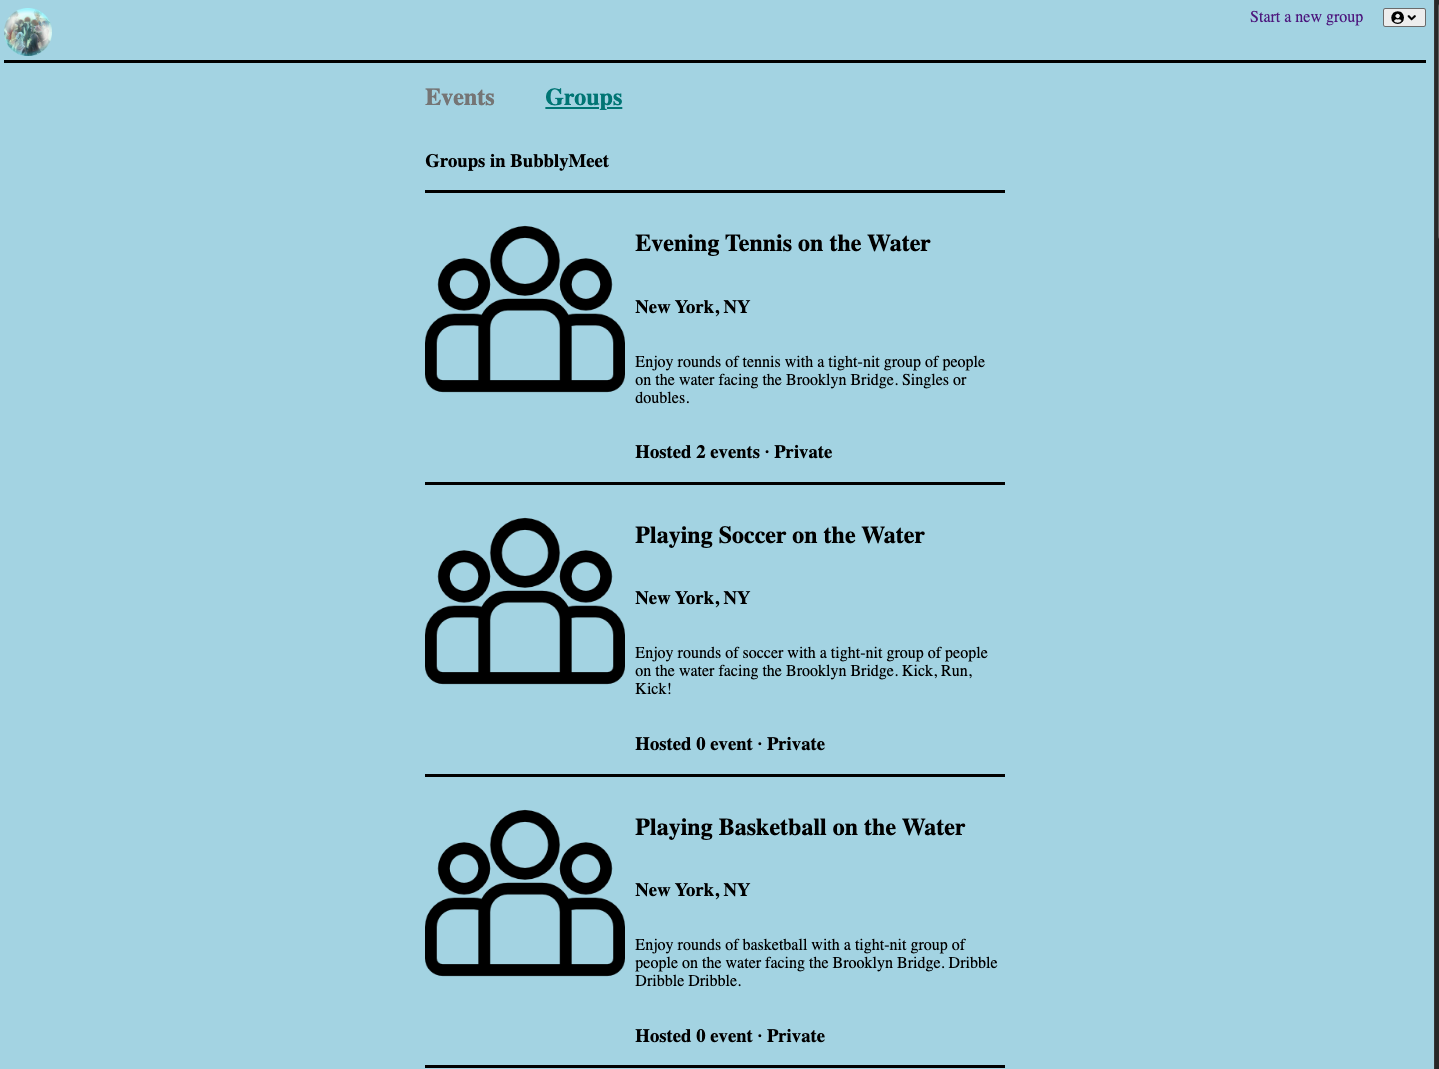 Start a new group
Events Groups
Groups in BubblyMeet
Evening Tennis on the Water
New York, NY
Enjoy rounds of tennis with a tight-nit group of people
on the water facing the Brooklyn Bridge. Singles or
doubles.
Hosted 2 events · Private
Playing Soccer on the Water
New York, NY
Enjoy rounds of soccer with a tight-nit group of people
on the water facing the Brooklyn Bridge. Kick, Run,
Kick!
Hosted 0 event · Private
Playing Basketball on the Water
New York, NY
Enjoy rounds of basketball with a tight-nit group of
people on the water facing the Brooklyn Bridge. Dribble
Dribble Dribble.
Hosted 0 event · Private